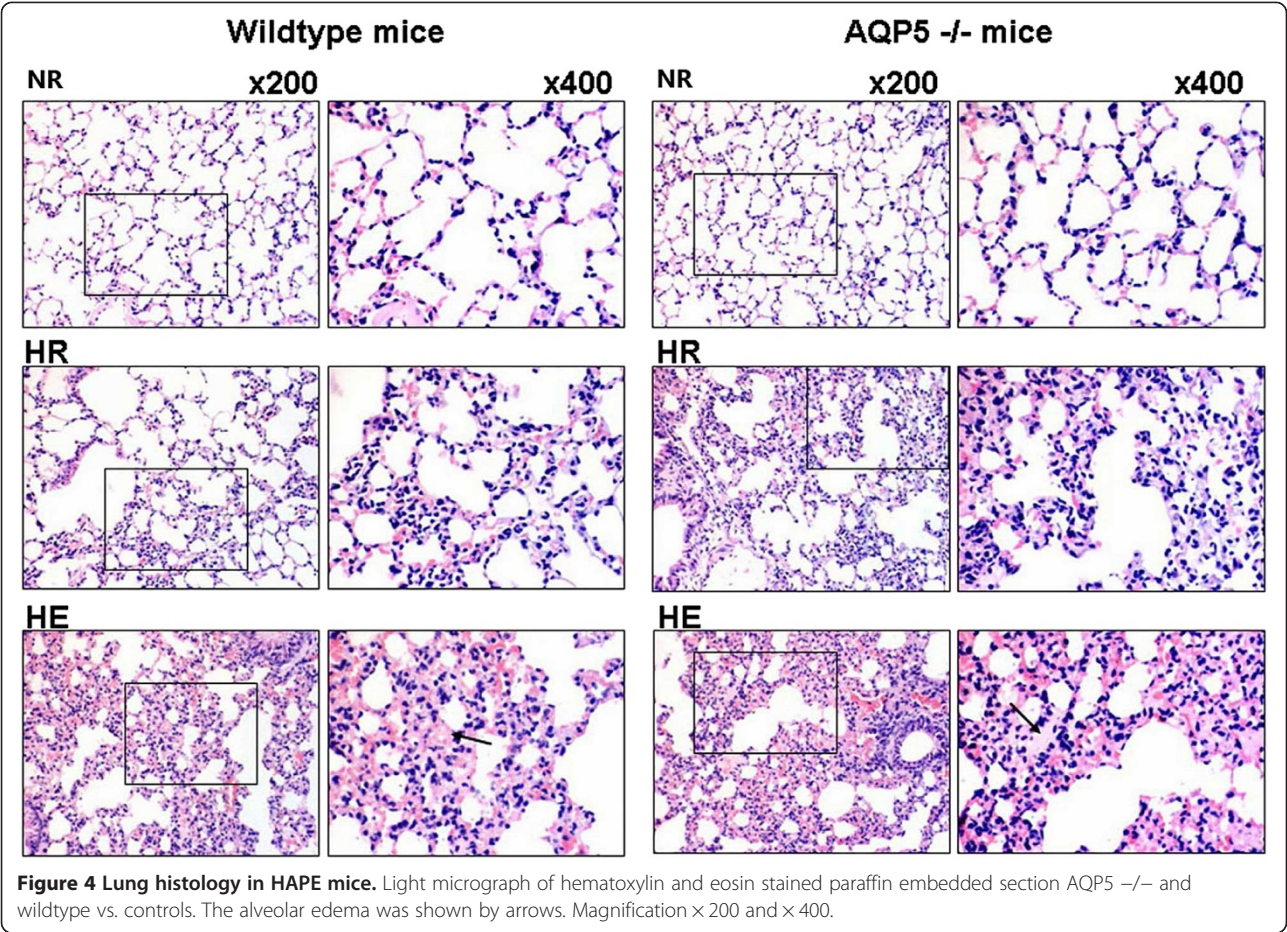 Wildtype mice
AQP5 -/- mice
NR x200 x400
NR x200 x400
HR
HR
HE
HE
Figure 4 Lung histology in HAPE mice. Light micrograph of hematoxylin and eosin stained paraffin embedded section AQP5 −/− and
wildtype vs. controls. The alveolar edema was shown by arrows. Magnification × 200 and × 400.